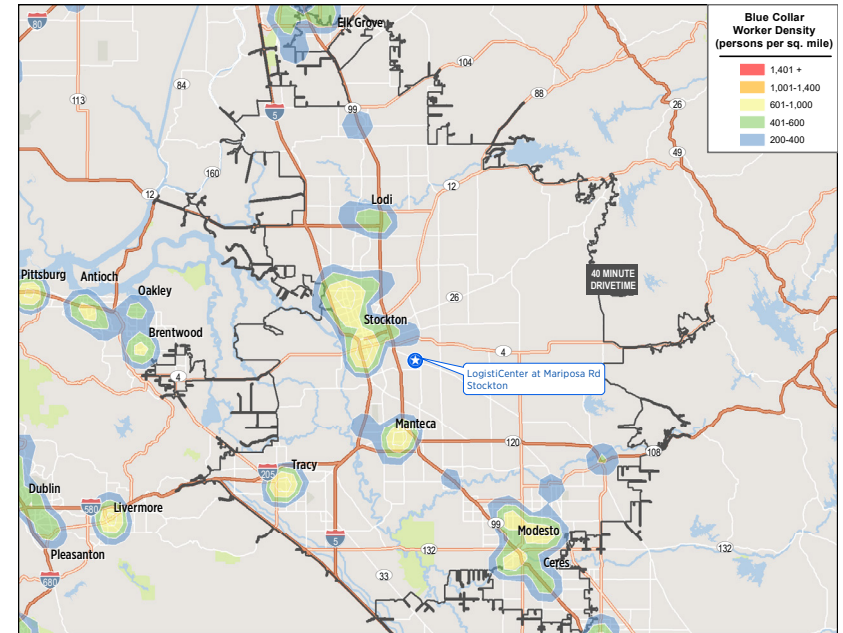 Blue Collar
Worker Density
(persons per sq. mile)
1,401 +
1,001-1,400
601-1,000
401-600
200-400
80
Elk Grove
104
84
113
99
88
5
26
160
49
12
12
Lodi
40 MINUTE
DRIVETIME
Pittsburg
Antioch
Oakley
26
Stockton
Brentwood
4
4
LogistiCenter at Mariposa Rd
Stockton
Manteca
120
108
Tracy
205
Dublin
580
Livermore
99
Modesto
5
132
132
Pleasanton
Ceres
33
680